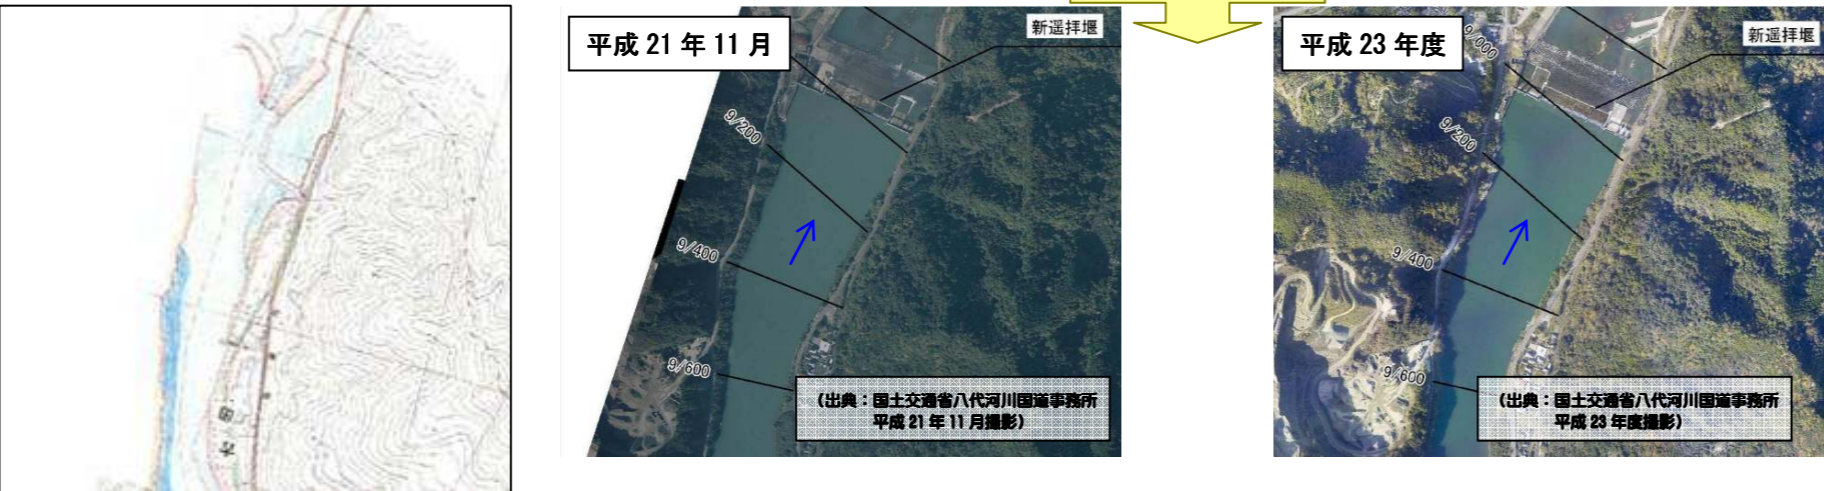 平成 21 年 11 月
新遥拝堰
9/200
9/400
9/600
(出典：国土交通省八代河川国道事務所
平成 21 年 11 月撮影)
平成 23 年度
新遥拝堰
9/000
9/200
9/400
9/600
(出典：国土交通省八代河川国道事務所
平成 23 年度撮影)